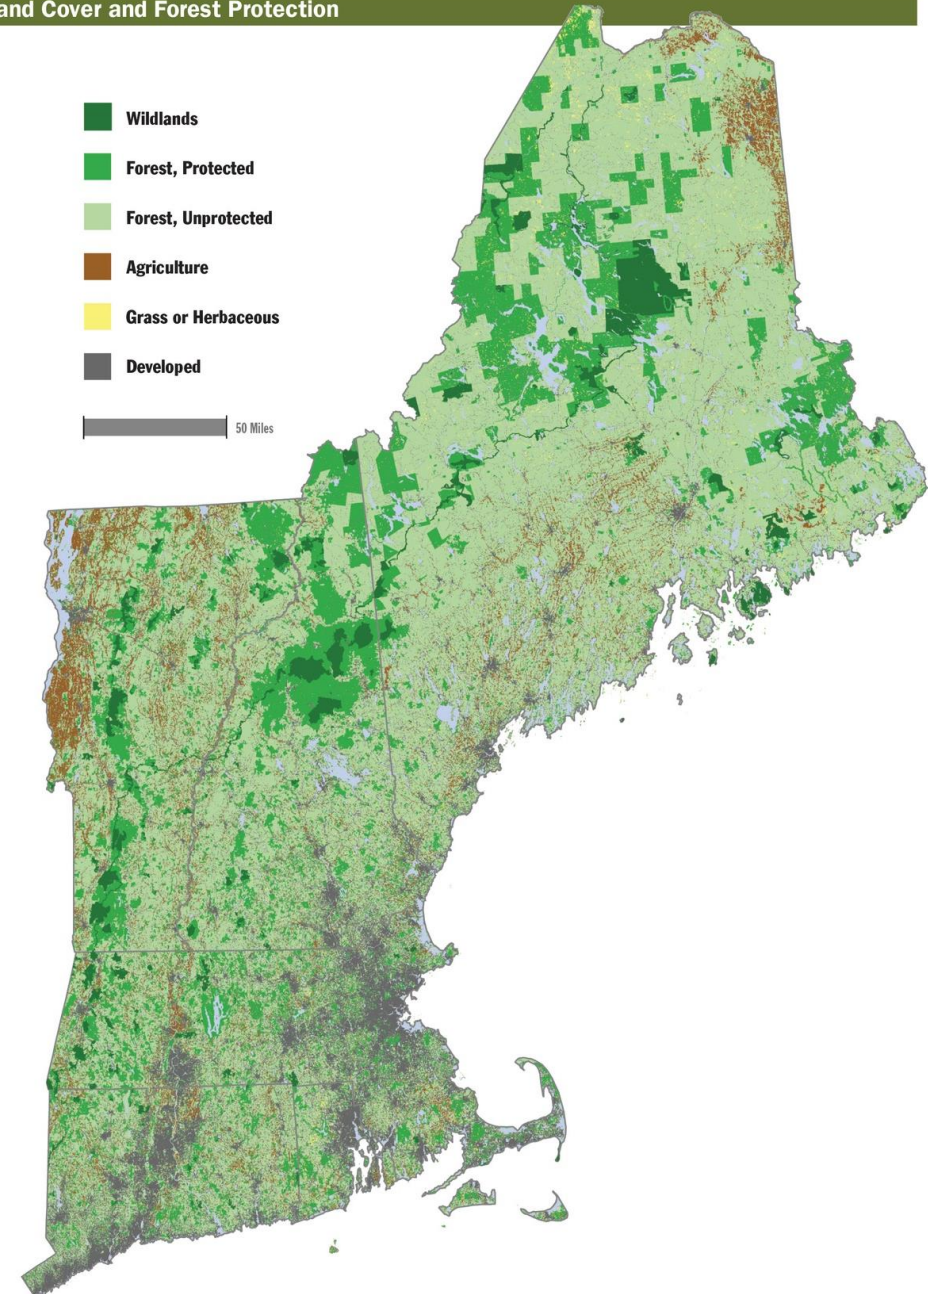 and Cover and Forest Protection
Wildlands
Forest, Protected
Forest, Unprotected
Agriculture
Grass or Herbaceous
Developed
50 Miles